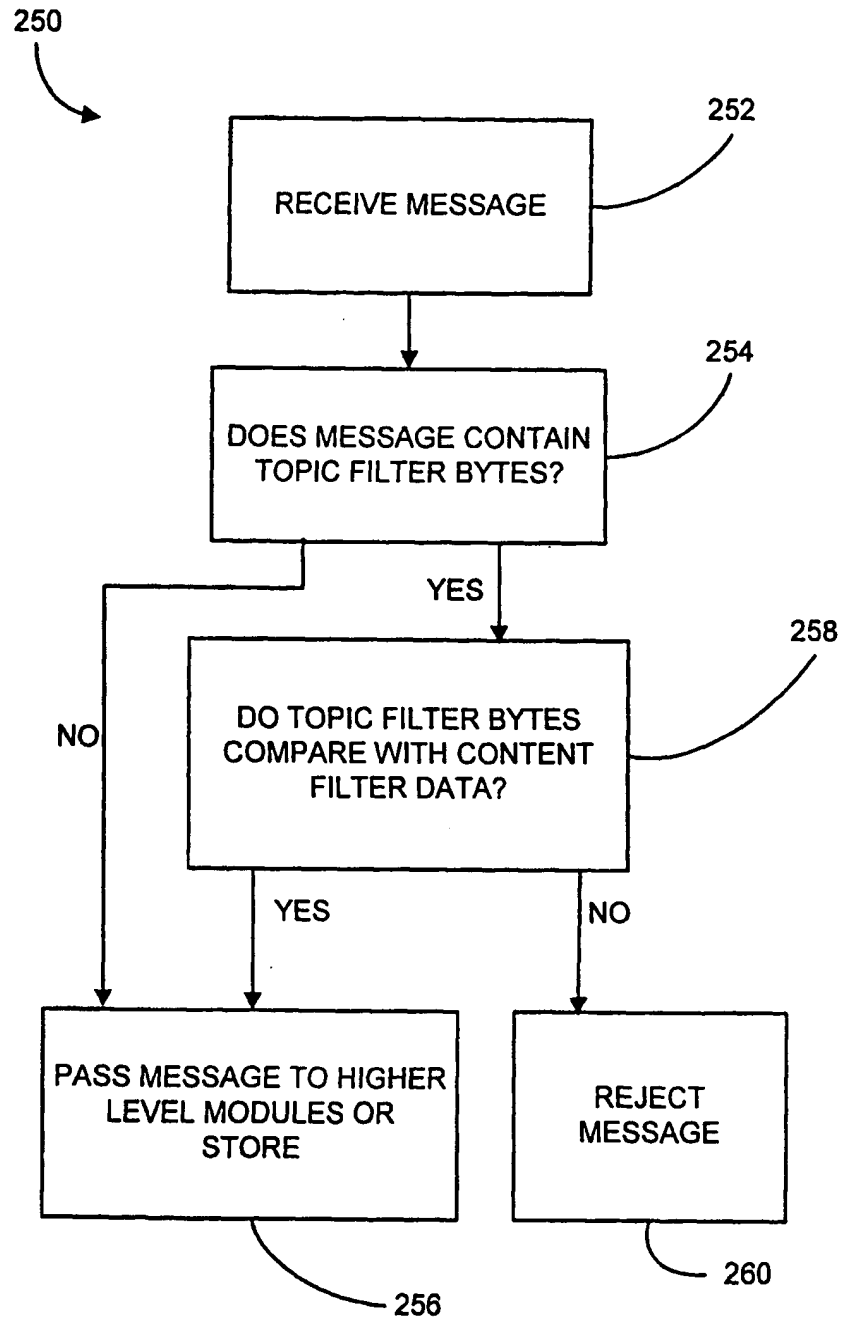 250
252
RECEIVE MESSAGE
254
DOES MESSAGE CONTAIN
TOPIC FILTER BYTES?
YES
258
NO
DO TOPIC FILTER BYTES
COMPARE WITH CONTENT
FILTER DATA?
YES
NO
PASS MESSAGE TO HIGHER
LEVEL MODULES OR
STORE
REJECT
MESSAGE
256
260